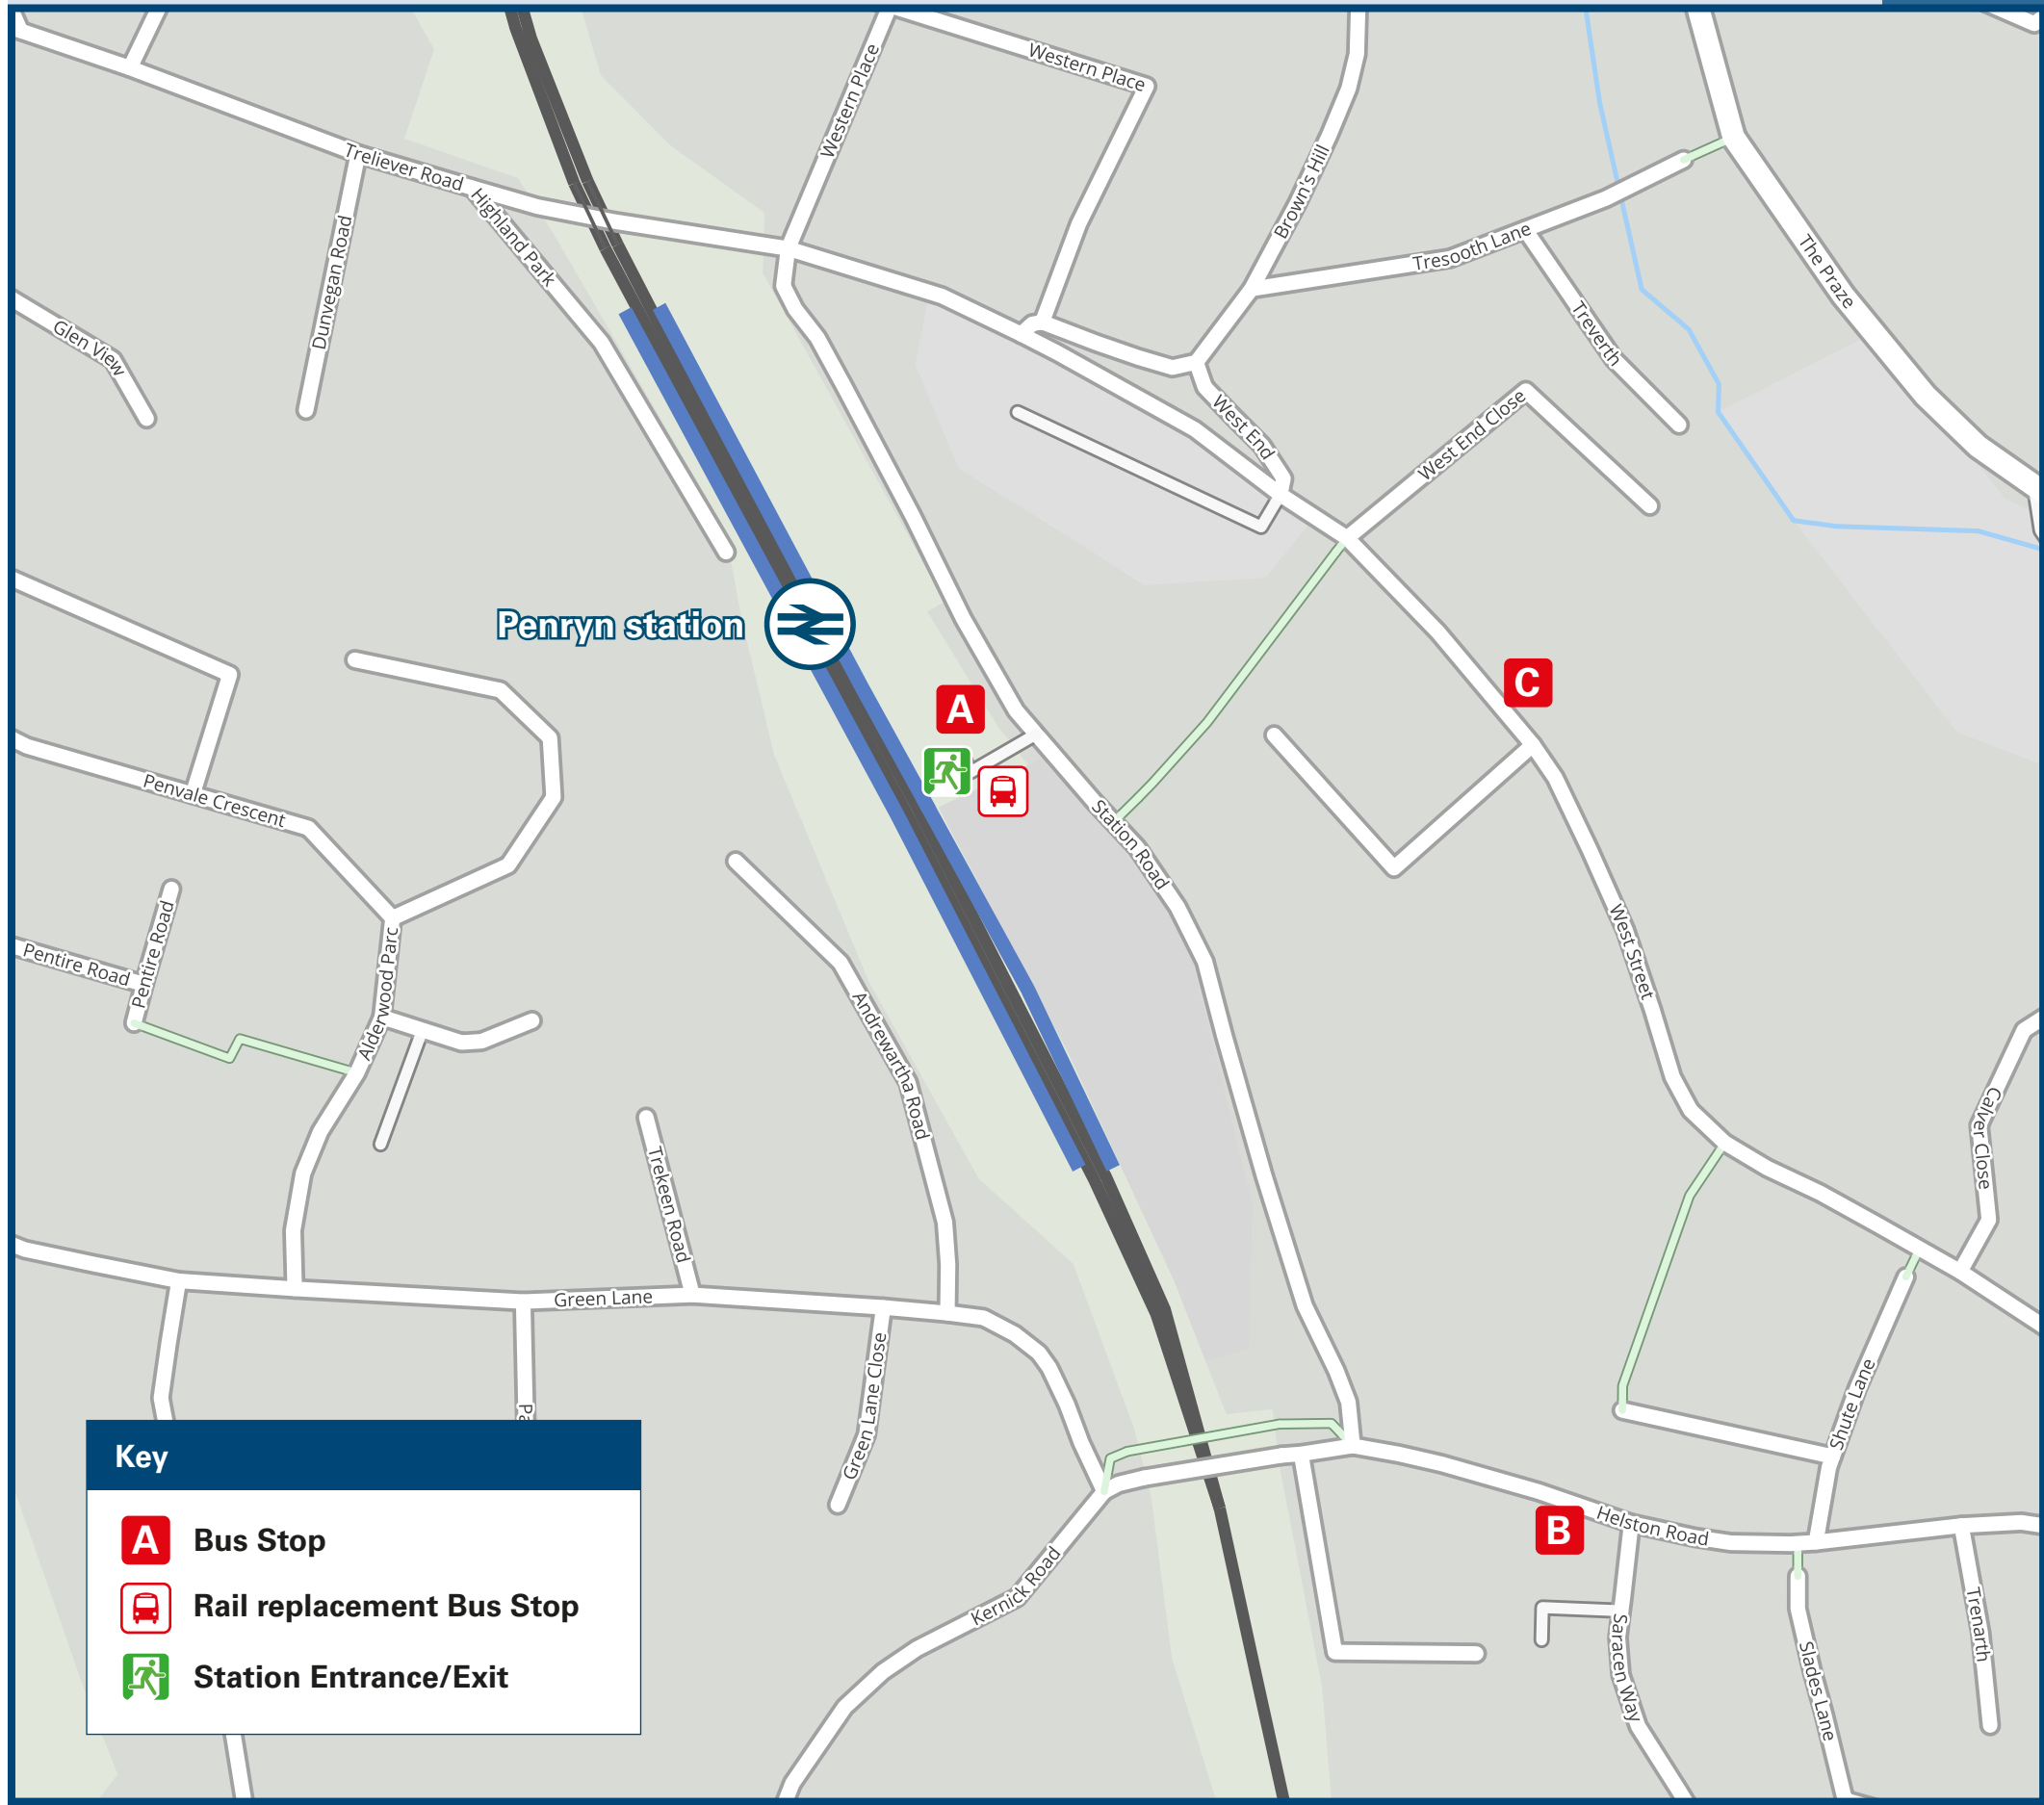 Western Place
Western Place
Treliever Road
Highland Park
Dunvegan Road
Glen View
Brown's Hill
Tresooth Lane
The Praze
Treverth
West End
West End Close
Penryn station
A
C
Station Road
Penvale Crescent
Pentire Road
Pentire Road
Alderwood Parc
Andrewartha Road
West Street
Trekeen Road
Calver Close
Green Lane
Green Lane Close
Pa
Shute Lane
Helston Road
B
Kernick Road
Saracen Way
Slades Lane
Trenarth
Key
A Bus Stop
Rail replacement Bus Stop
Station Entrance/Exit